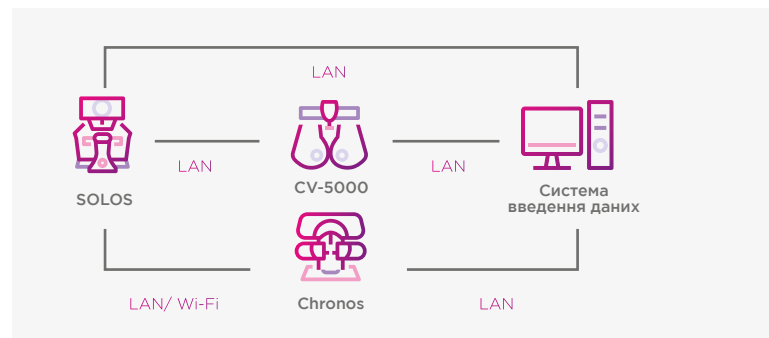 LAN
LAN
LAN
SOLOS
CV-5000
Система
введення даних
LAN/ Wi-Fi
Chronos
LAN